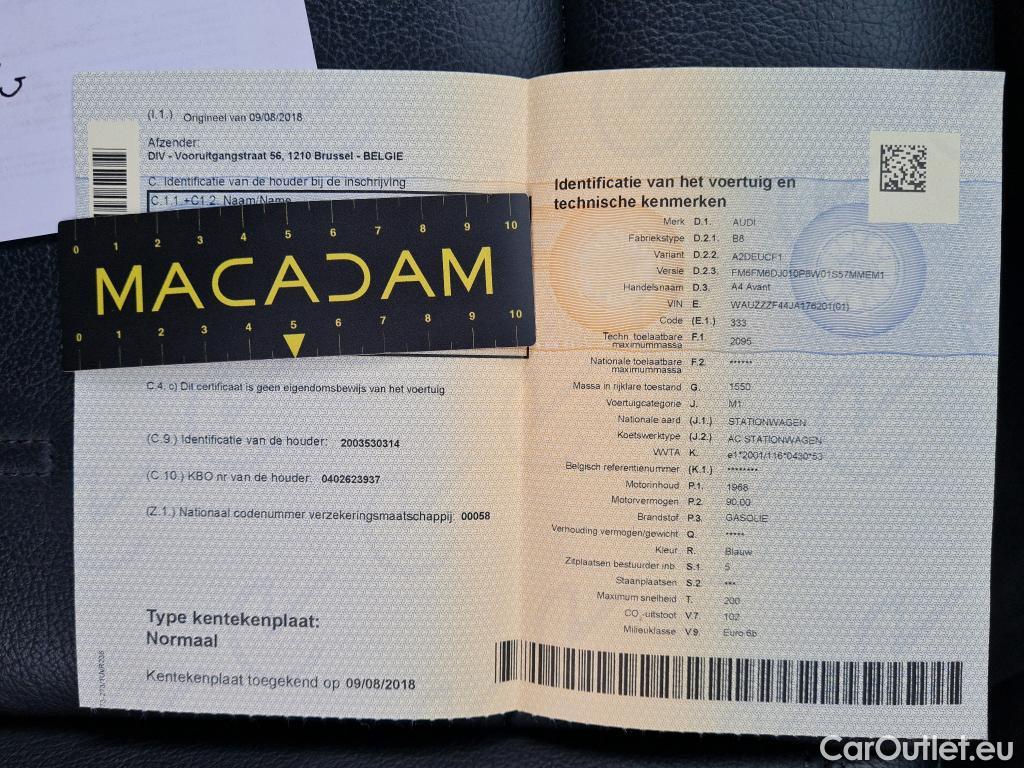 (I.1.) Origineel van 09/08/2018
Afzender:
DIV - Vooruitgangstraat 56, 1210 Brussel - BELGIE
C. Identificatie van de houder bij de inschrijving
C.1.1.+C1.2. Naam/Name
0 1 2 3 4 5 6 7 8 9 10
MACADAM
0 1 2 3 4 5 6 7 8 9 10
C.4. c) Dit certificaat is geen eigendomsbewijs van het voertuig
(C.9.) Identificatie van de houder: 2003530314
(C.10.) KBO nr van de houder: 0402623937
(Z.1.) Nationaal codenummer verzekeringsmaatschappij: 00058
Type kentekenplaat:
Normaal
Kentekenplaat toegekend op 09/08/2018
Identificatie van het voertuig en
technische kenmerken
Merk D.1. AUDI
Fabriekstype D.2.1. B8
Variant D.2.2. A2DEUCF1
Versie D.2.3. FM6FM6DJ010P8W01S57MMEM1
Handelsnaam D.3. A4 Avant
VIN E. WAUZZZF44JA176201(01)
Code (E.1.) 333
Techn. toelaatbare
maximummassa F.1. 2095
Nationale toelaatbare
maximummassa F.2. ******
Massa in rijklare toestand G. 1550
Voertuigcategorie J. M1
Nationale aard (J.1.) STATIONWAGEN
Koetswerktype (J.2.) AC STATIONWAGEN
WVTA K. e1*2001/116*0430*53
Belgisch referentienummer (K.1.) ********
Motorinhoud P.1. 1968
Motorvermogen P.2. 90.00
Brandstof P.3. GASOLIE
Verhouding vermogen/gewicht Q. *****
Kleur R. Blauw
Zitplaatsen bestuurder inb. S.1. 5
Staanplaatsen S.2. ***
Maximum snelheid T. 200
CO₂-uitstoot V.7. 102
Milieuklasse V.9. Euro 6b
CarOutlet.eu